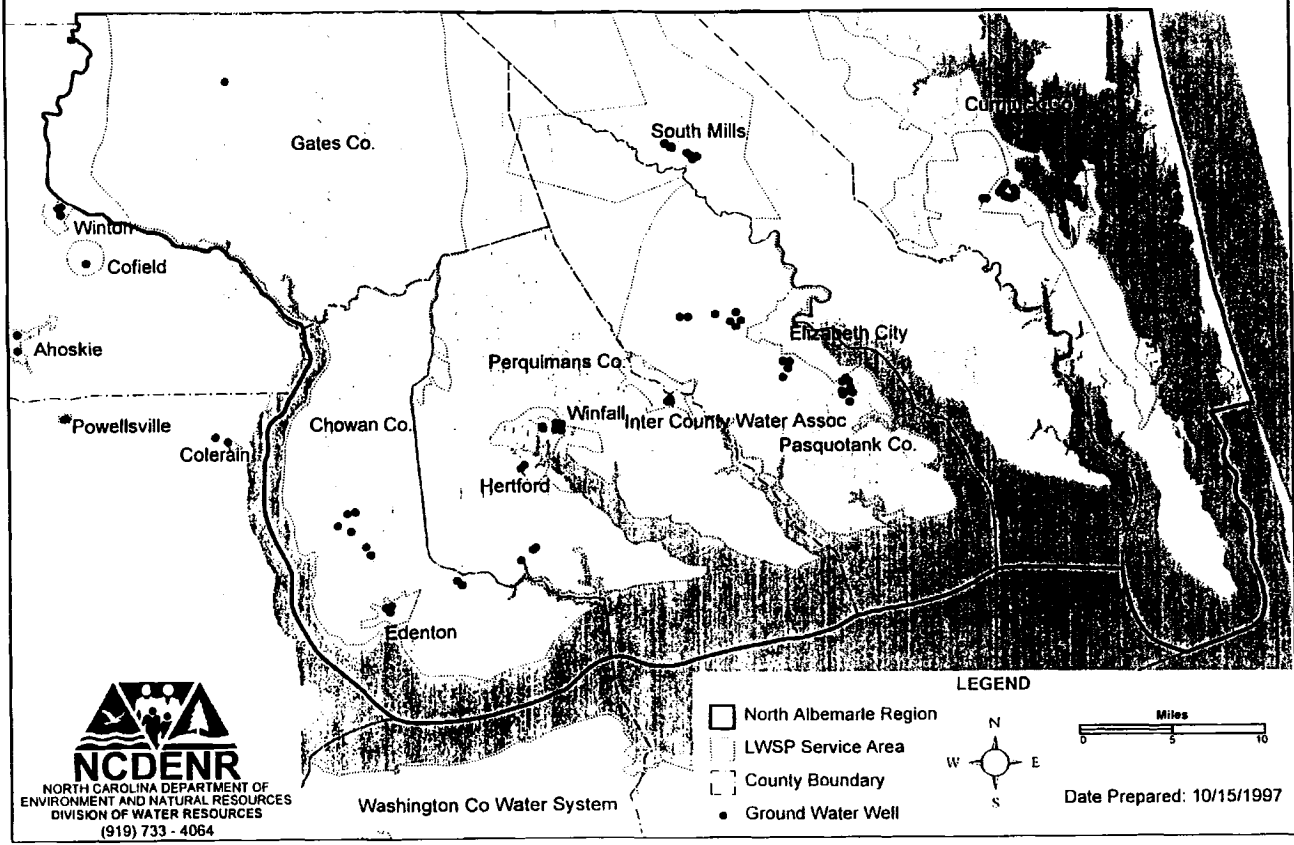 Currituck Co.
South Mills
Gates Co.
Winton
Cofield
Elizabeth City
Ahoskie
Perquimans Co.
Winfall
Inter County Water Assoc
Powellsville
Chowan Co.
Pasquotank Co.
Colerain
Hertford
Edenton
Washington Co Water System
NCDENR
NORTH CAROLINA DEPARTMENT OF
ENVIRONMENT AND NATURAL RESOURCES
DIVISION OF WATER RESOURCES
(919) 733 - 4064
LEGEND
North Albemarle Region
LWSP Service Area
County Boundary
Ground Water Well
N
W E
S
Miles
0 5 10
Date Prepared: 10/15/1997